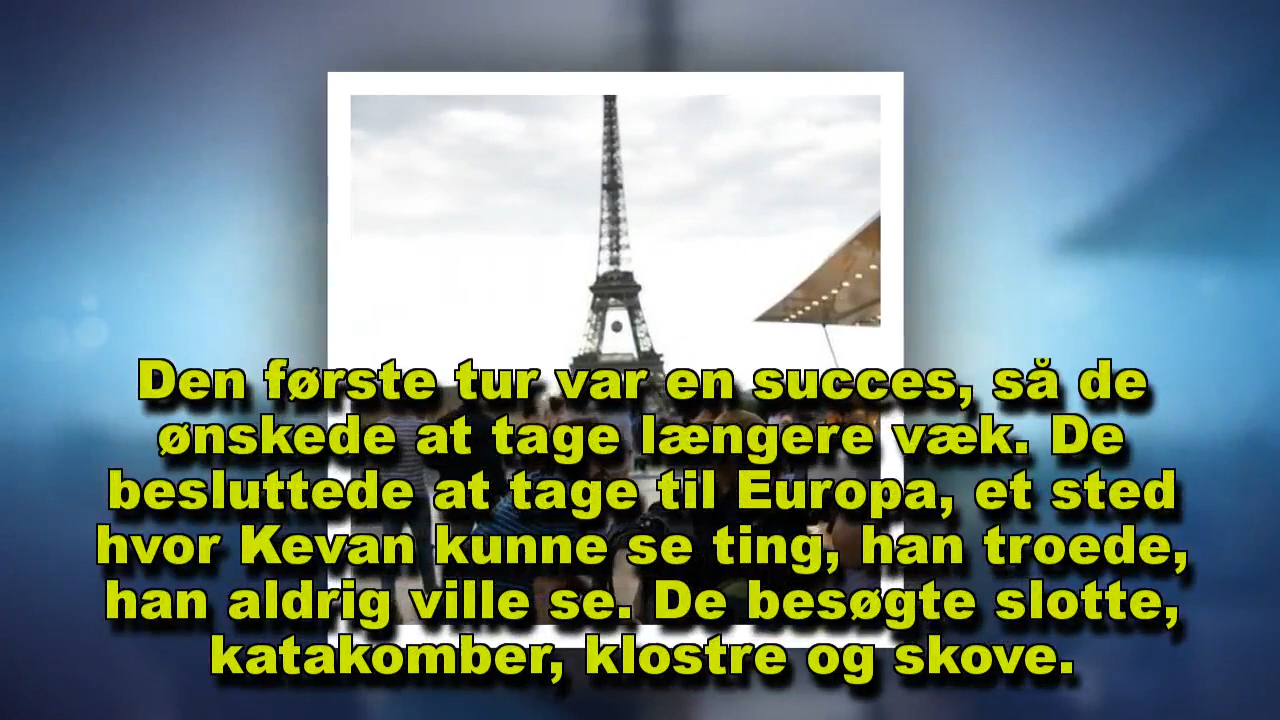 Den første tur var en succes, så de
ønskede at tage længere væk. De
besluttede at tage til Europa, et sted
hvor Kevan kunne se ting, han troede,
han aldrig ville se. De besøgte slotte,
katakomber, klostre og skove.